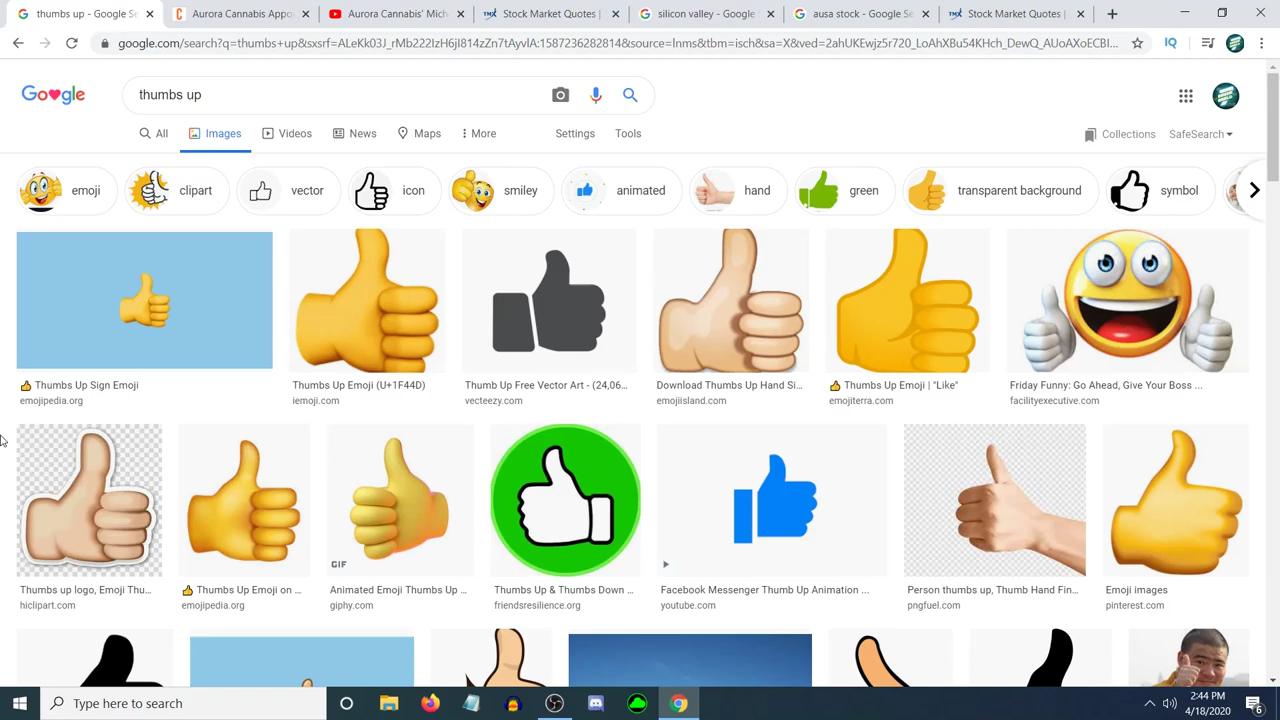 thumbs up - Google Se
Aurora Cannabis Appo
Aurora Cannabis' Mich
Stock Market Quotes |
silicon valley - Google
ausa stock - Google Se
Stock Market Quotes |
google.com/search?q=thumbs+up&sxsrf=ALeKk03J_rMb222IzH6jI814zZn7tAyvlA:1587236282814&source=lnms&tbm=isch&sa=X&ved=2ahUKEwjz5r720_LoAhXBu54KHch_DewQ_AUoAXoECBI...
IQ
Google
thumbs up
All
Images
Videos
News
Maps
More
Settings
Tools
Collections
SafeSearch
emoji
clipart
vector
icon
smiley
animated
hand
green
transparent background
symbol
👍 Thumbs Up Sign Emoji
Thumbs Up Emoji (U+1F44D)
Thumb Up Free Vector Art - (24,06...
Download Thumbs Up Hand Si...
👍 Thumbs Up Emoji | "Like"
Friday Funny: Go Ahead, Give Your Boss ...
emojipedia.org
iemoji.com
vecteezy.com
emojiisland.com
emojiterra.com
facilityexecutive.com
GIF
Thumbs up logo, Emoji Thu...
👍 Thumbs Up Emoji on ...
Animated Emoji Thumbs Up ...
Thumbs Up & Thumbs Down ...
Facebook Messenger Thumb Up Animation ...
Person thumbs up, Thumb Hand Fin...
Emoji images
hiclipart.com
emojipedia.org
giphy.com
friendsresilience.org
youtube.com
pngfuel.com
pinterest.com
Type here to search
2:44 PM
4/18/2020
6